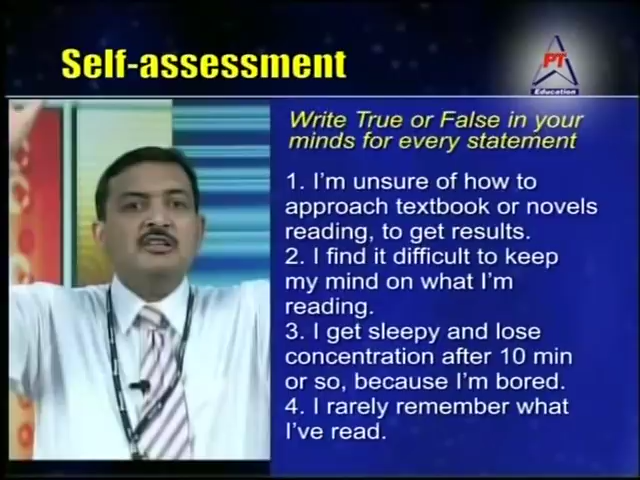 Self-assessment
PT
Education
Write True or False in your
minds for every statement
1. I'm unsure of how to
approach textbook or novels
reading, to get results.
2. I find it difficult to keep
my mind on what I'm
reading.
3. I get sleepy and lose
concentration after 10 min
or so, because I'm bored.
4. I rarely remember what
I've read.